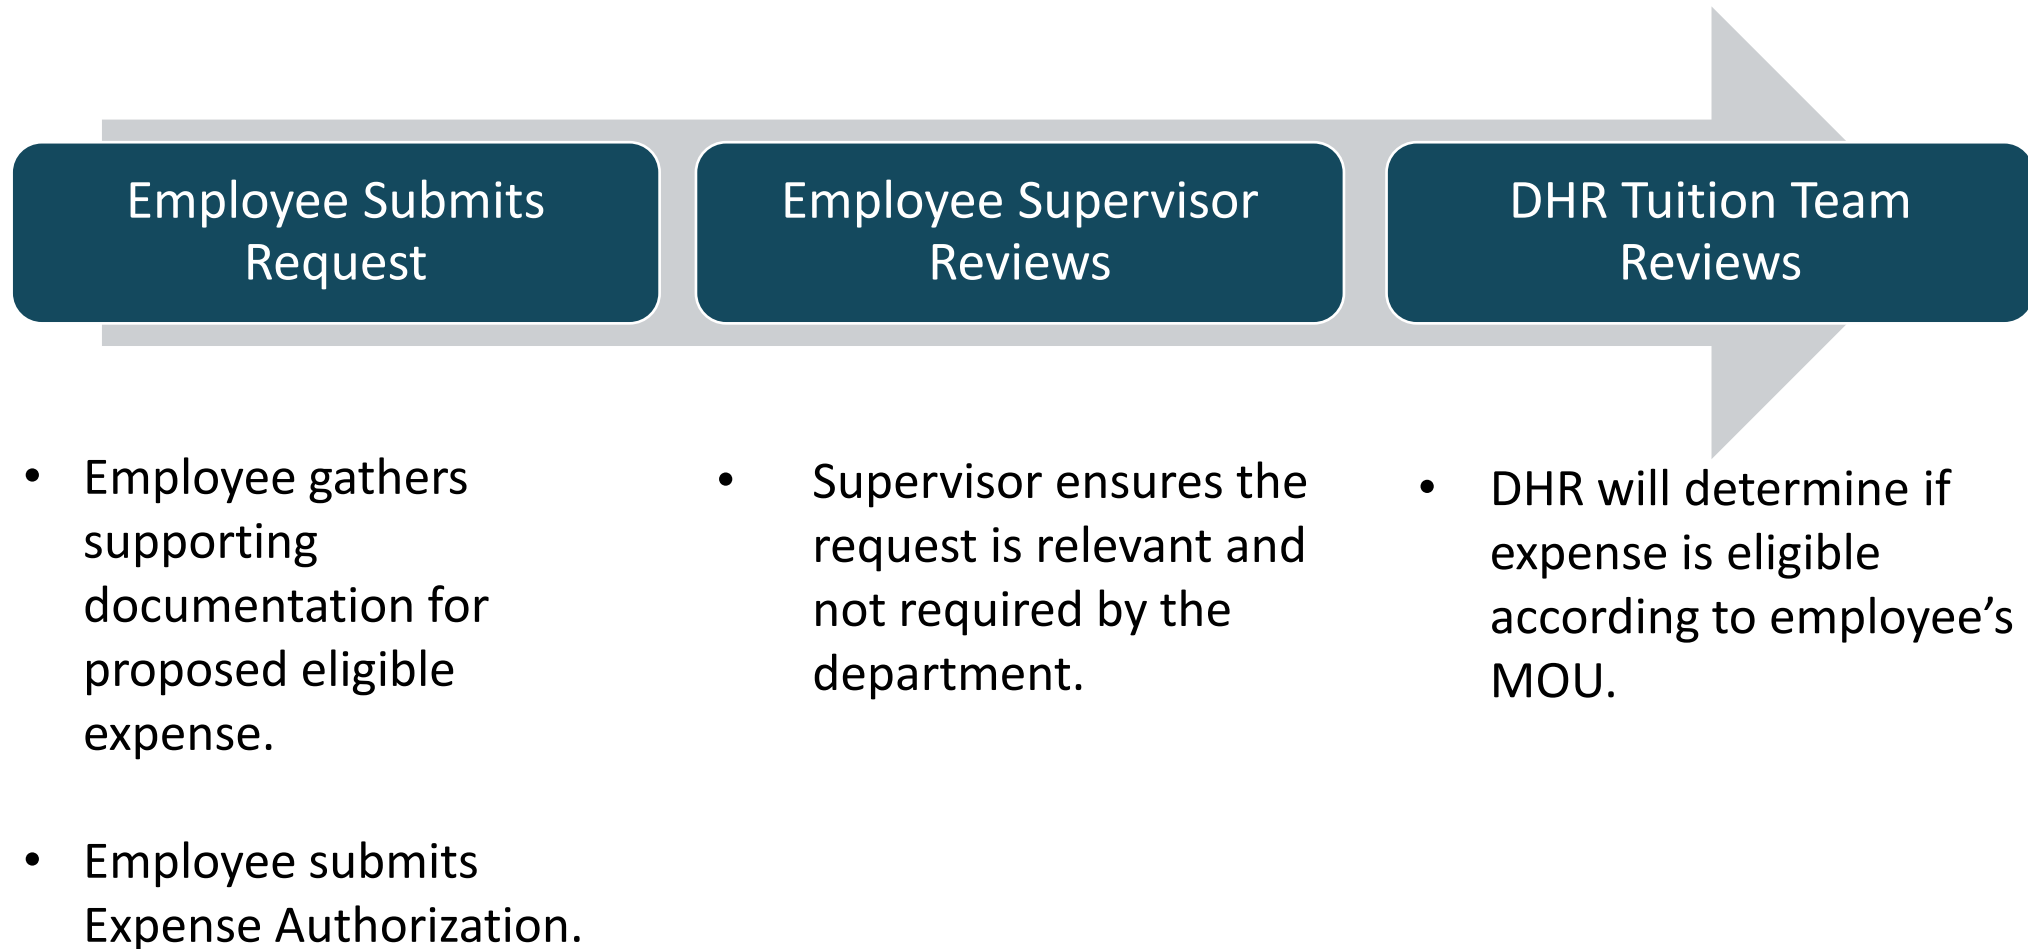 Employee Submits
Request
Employee Supervisor
Reviews
DHR Tuition Team
Reviews
• Employee gathers
supporting
documentation for
proposed eligible
expense.
• Employee submits
Expense Authorization.
• Supervisor ensures the
request is relevant and
not required by the
department.
• DHR will determine if
expense is eligible
according to employee’s
MOU.